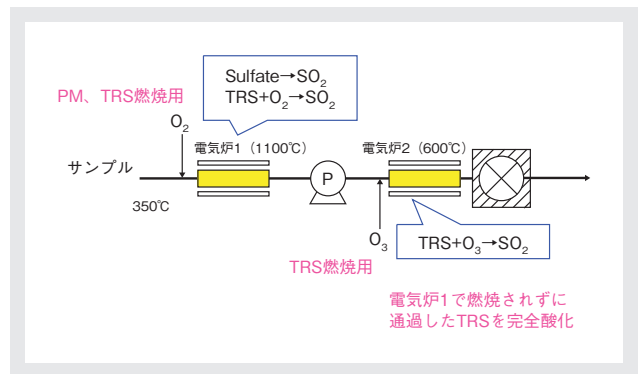 Sulfate→SO₂
TRS+O₂→SO₂
PM、TRS燃焼用
O₂
電気炉1（1100℃）
電気炉2（600℃）
サンプル
P
350℃
O₃
TRS+O₃→SO₂
TRS燃焼用
電気炉1で燃焼されずに
通過したTRSを完全酸化